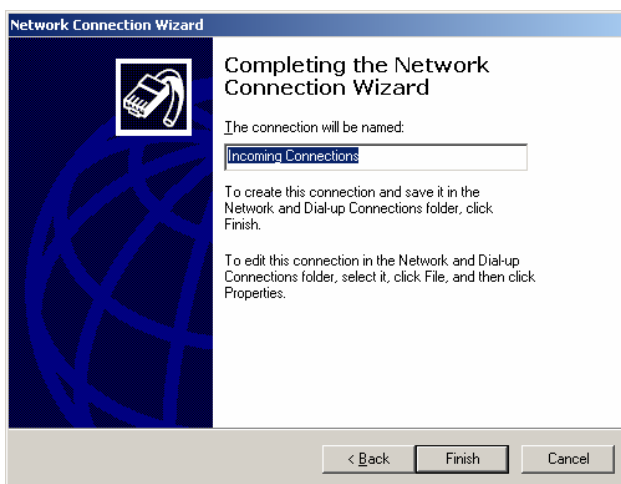 Network Connection Wizard
Completing the Network
Connection Wizard
The connection will be named:
Incoming Connections
To create this connection and save it in the
Network and Dial-up Connections folder, click
Finish.
To edit this connection in the Network and Dial-up
Connections folder, select it, click File, and then click
Properties.
< Back
Finish
Cancel